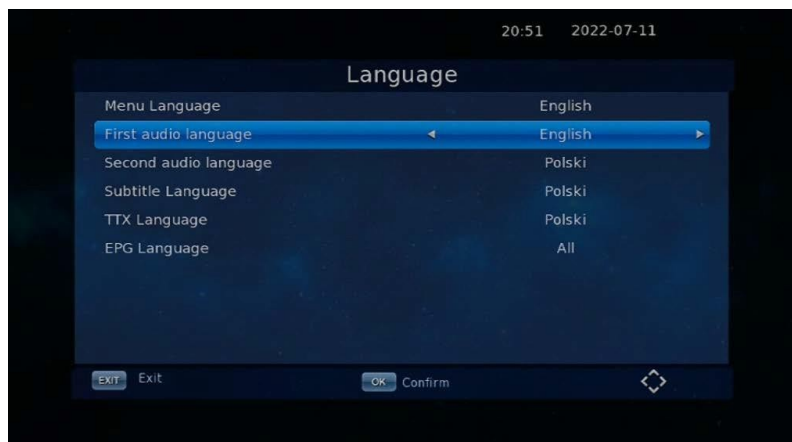 20:51 2022-07-11
Language
Menu Language English
First audio language English
Second audio language Polski
Subtitle Language Polski
TTX Language Polski
EPG Language All
EXIT Exit OK Confirm